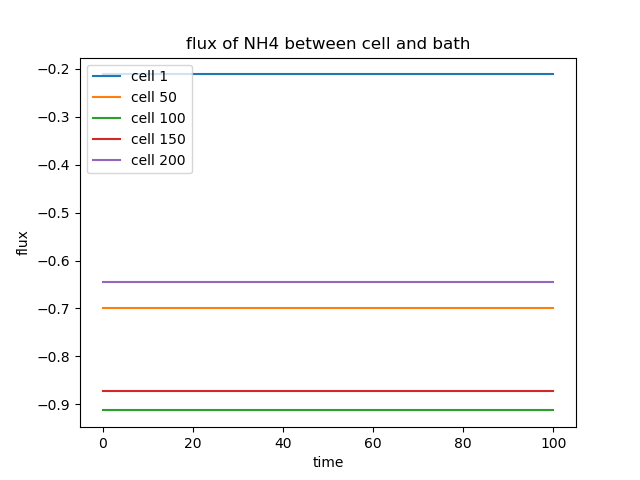 flux of NH4 between cell and bath
cell 1
cell 50
cell 100
cell 150
cell 200
−0.2
−0.3
−0.4
−0.5
−0.6
−0.7
−0.8
−0.9
flux
0 20 40 60 80 100
time